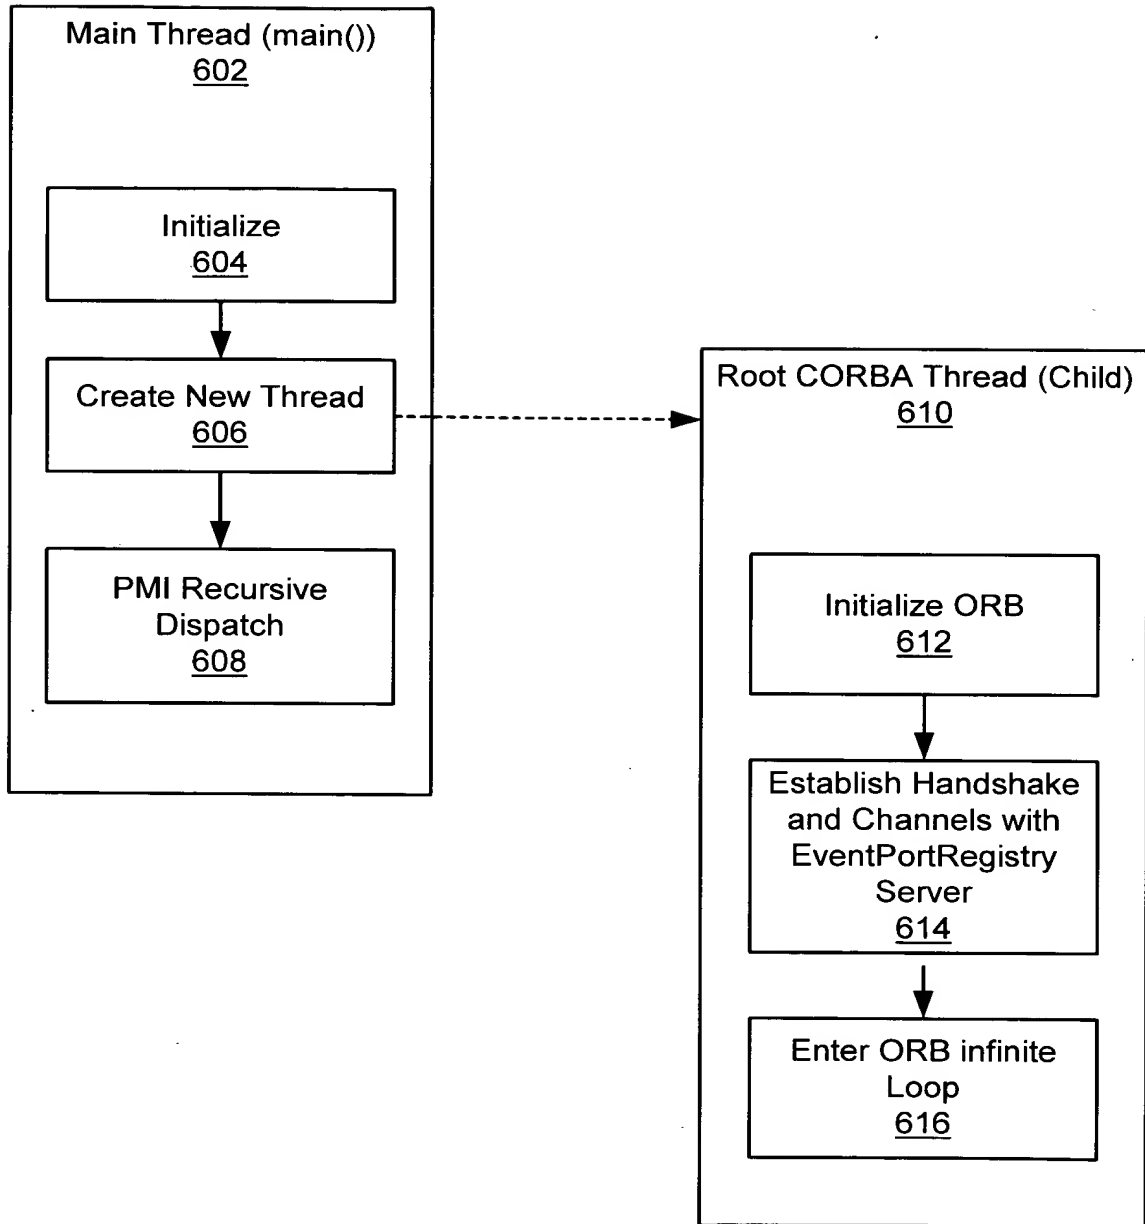 Main Thread (main())
602
Initialize
604
Create New Thread
606
PMI Recursive
Dispatch
608
Root CORBA Thread (Child)
610
Initialize ORB
612
Establish Handshake
and Channels with
EventPortRegistry
Server
614
Enter ORB infinite
Loop
616